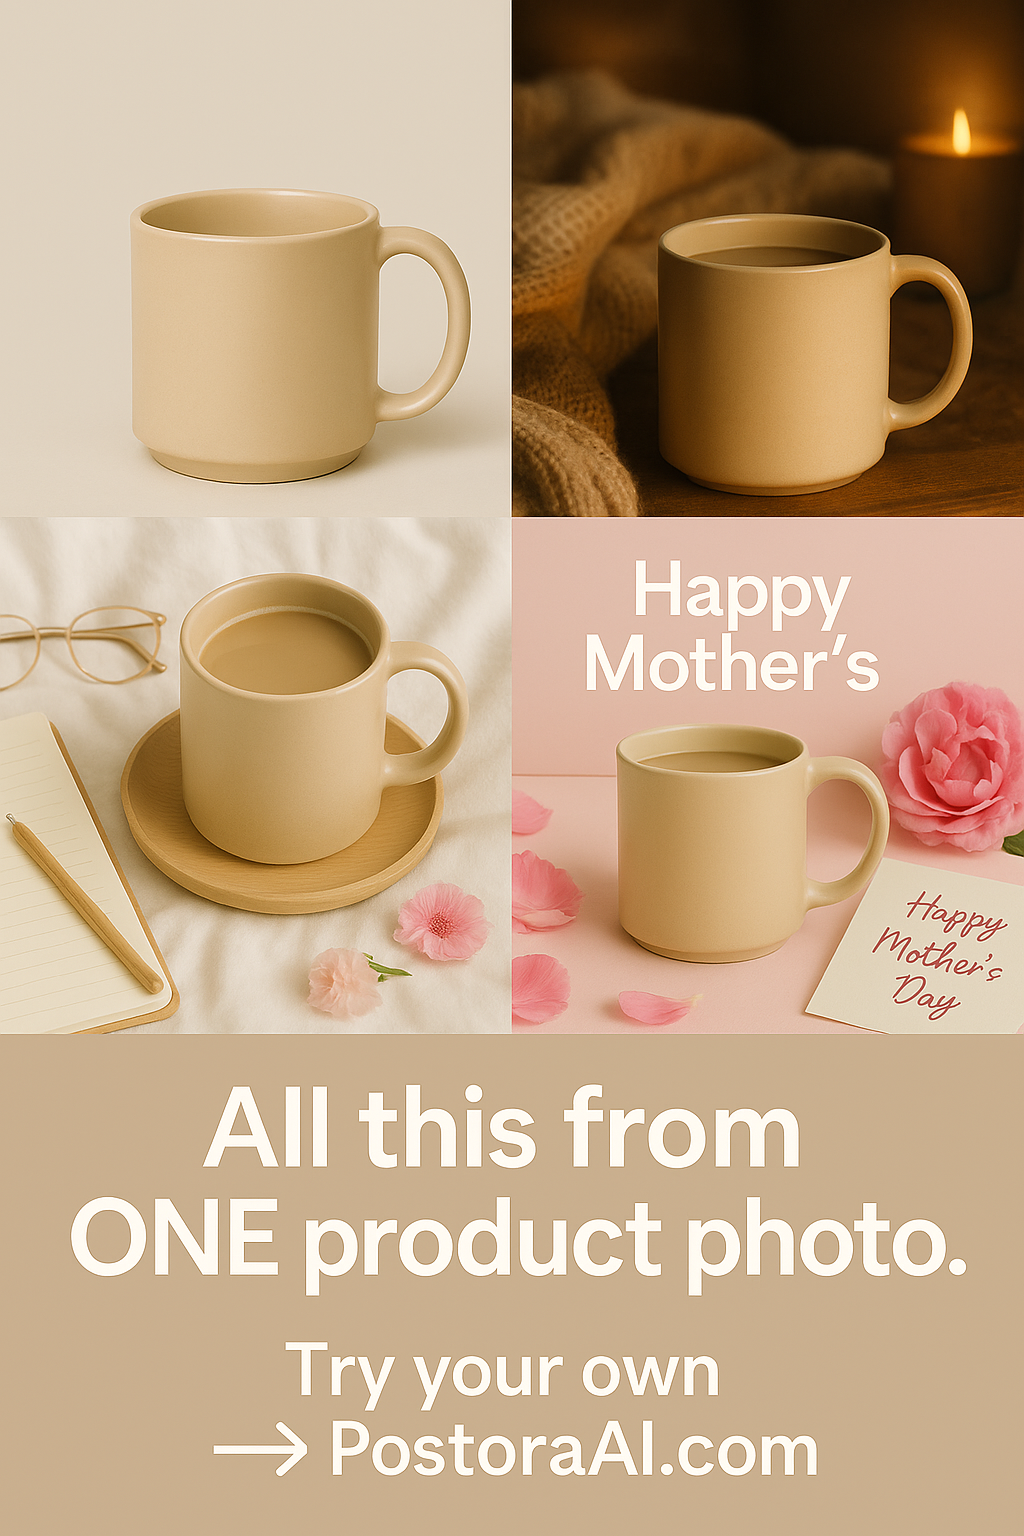 Happy
Mother's
Happy
Mother's
Day
All this from
ONE product photo.
Try your own
→ PostoraAI.com